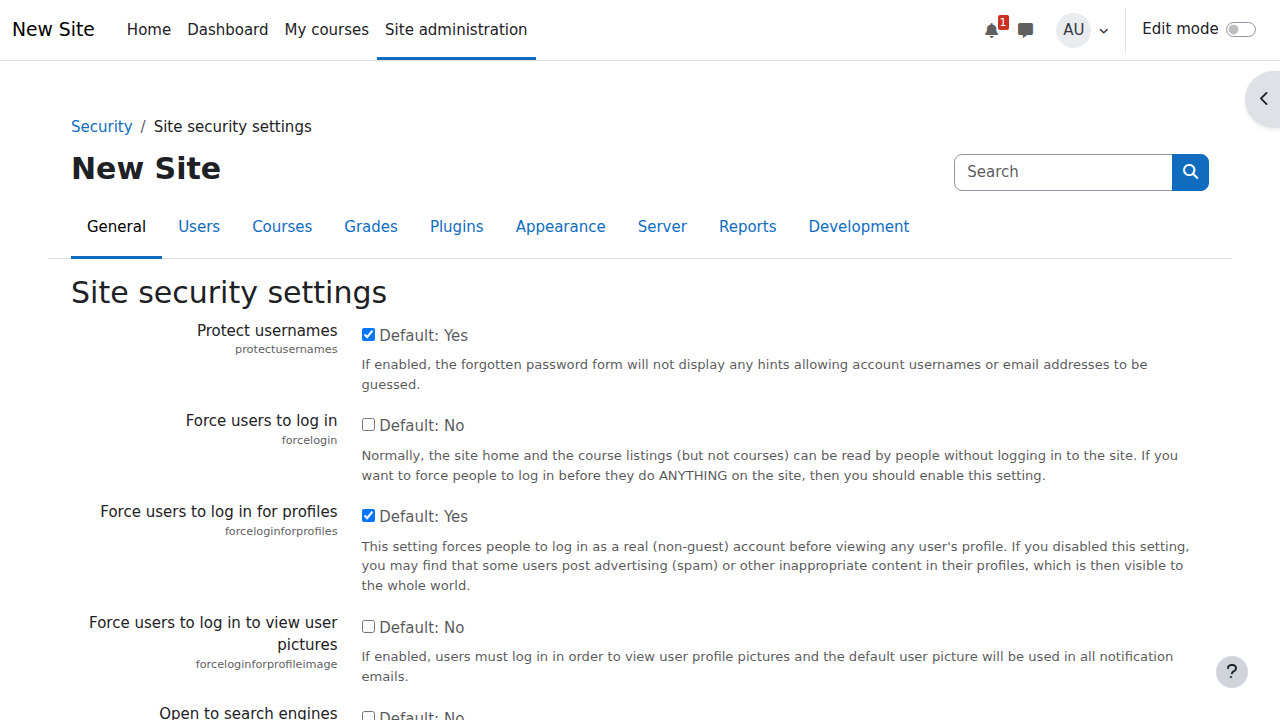 New Site
Home
Dashboard
My courses
Site administration
1
AU
Edit mode
Security / Site security settings
New Site
Search
General
Users
Courses
Grades
Plugins
Appearance
Server
Reports
Development
Site security settings
Protect usernames
protectusernames
Default: Yes
If enabled, the forgotten password form will not display any hints allowing account usernames or email addresses to be
guessed.
Force users to log in
forcelogin
Default: No
Normally, the site home and the course listings (but not courses) can be read by people without logging in to the site. If you
want to force people to log in before they do ANYTHING on the site, then you should enable this setting.
Force users to log in for profiles
forceloginforprofiles
Default: Yes
This setting forces people to log in as a real (non-guest) account before viewing any user's profile. If you disabled this setting,
you may find that some users post advertising (spam) or other inappropriate content in their profiles, which is then visible to
the whole world.
Force users to log in to view user
pictures
forceloginforprofileimage
Default: No
If enabled, users must log in in order to view user profile pictures and the default user picture will be used in all notification
emails.
?
Open to search engines
Default: No